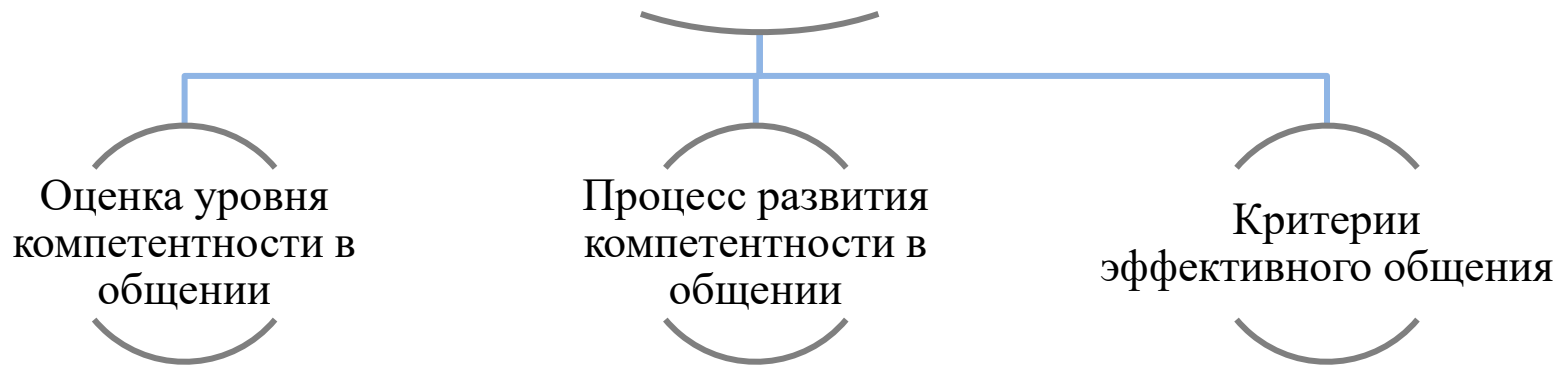 Оценка уровня
компетентности в
общении
Процесс развития
компетентности в
общении
Критерии
эффективного общения